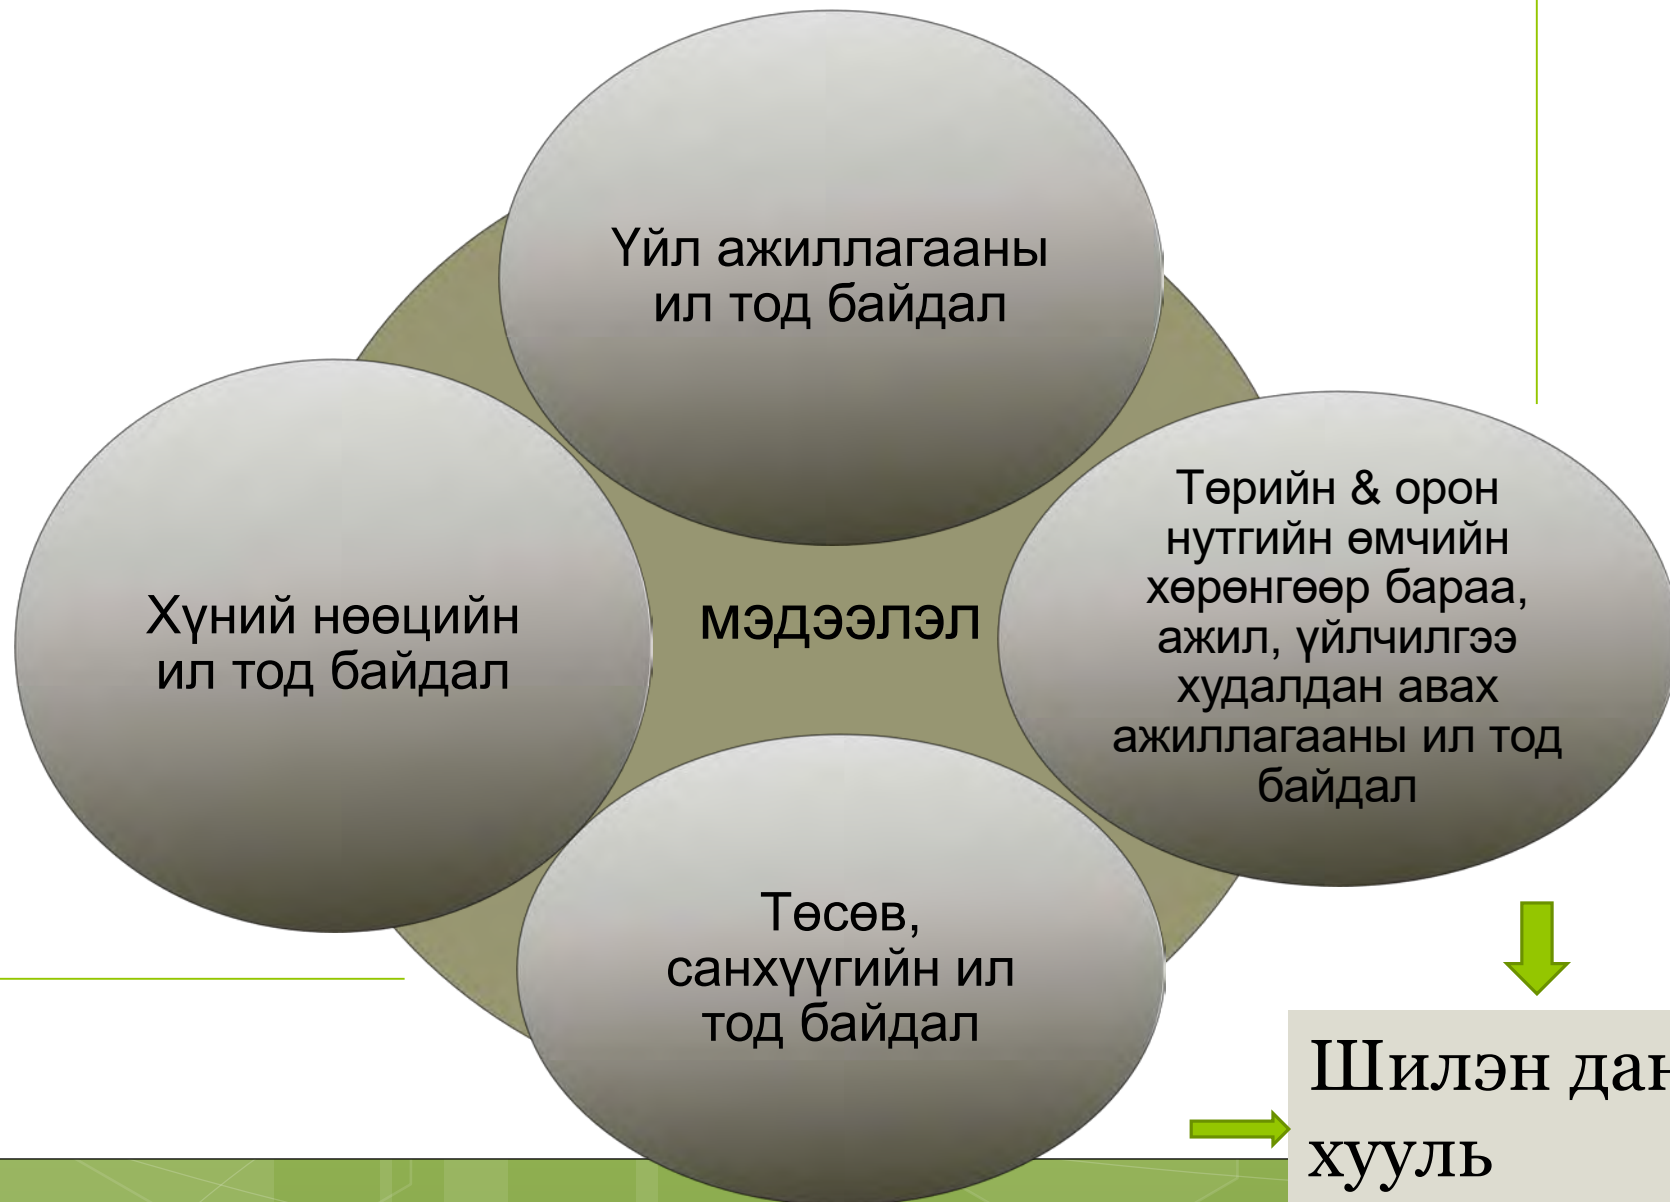 Үйл ажиллагааны
ил тод байдал
Хүний нөөцийн
ил тод байдал
мэдээлэл
Төрийн & орон
нутгийн өмчийн
хөрөнгөөр бараа,
ажил, үйлчилгээ
худалдан авах
ажиллагааны ил тод
байдал
Төсөв,
санхүүгийн ил
тод байдал
Шилэн
хууль